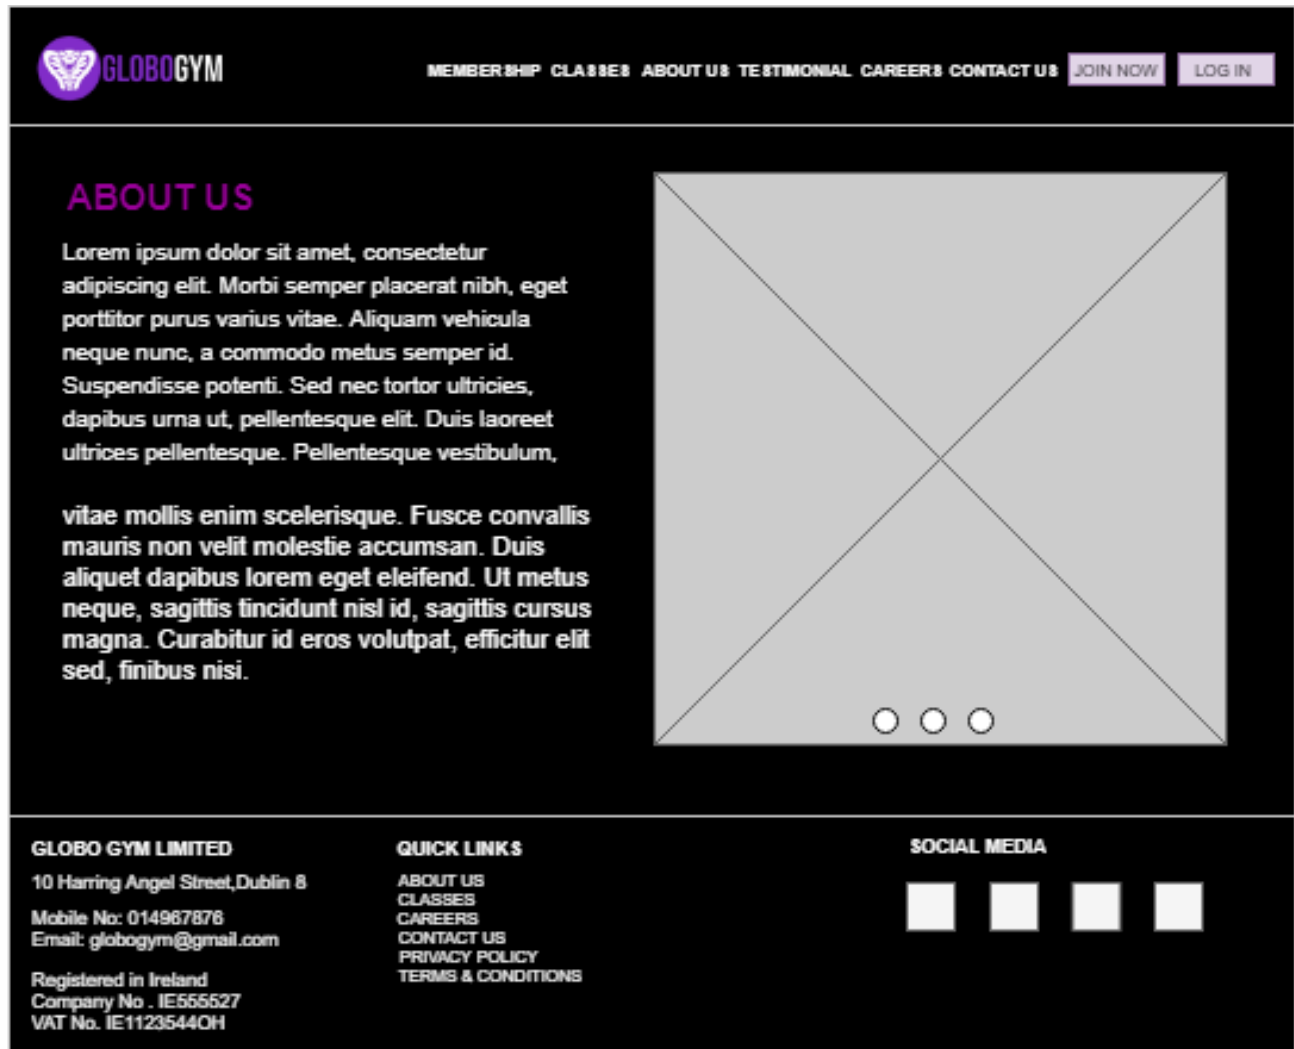 GLOBOGYM
MEMBERSHIP CLASSES ABOUT US TESTIMONIAL CAREERS CONTACT US JOIN NOW LOG IN
ABOUT US
Lorem ipsum dolor sit amet, consectetur
adipiscing elit. Morbi semper placerat nibh, eget
porttitor purus varius vitae. Aliquam vehicula
neque nunc, a commodo metus semper id.
Suspendisse potenti. Sed nec tortor ultricies,
dapibus urna ut, pellentesque elit. Duis laoreet
ultrices pellentesque. Pellentesque vestibulum,
vitae mollis enim scelerisque. Fusce convallis
mauris non velit molestie accumsan. Duis
aliquet dapibus lorem eget eleifend. Ut metus
neque, sagittis tincidunt nisl id, sagittis cursus
magna. Curabitur id eros volutpat, efficitur elit
sed, finibus nisi.
GLOBO GYM LIMITED
10 Harring Angel Street,Dublin 8
Mobile No: 014967876
Email: globogym@gmail.com
Registered in Ireland
Company No . IE555527
VAT No. IE1123544OH
QUICK LINKS
ABOUT US
CLASSES
CAREERS
CONTACT US
PRIVACY POLICY
TERMS & CONDITIONS
SOCIAL MEDIA